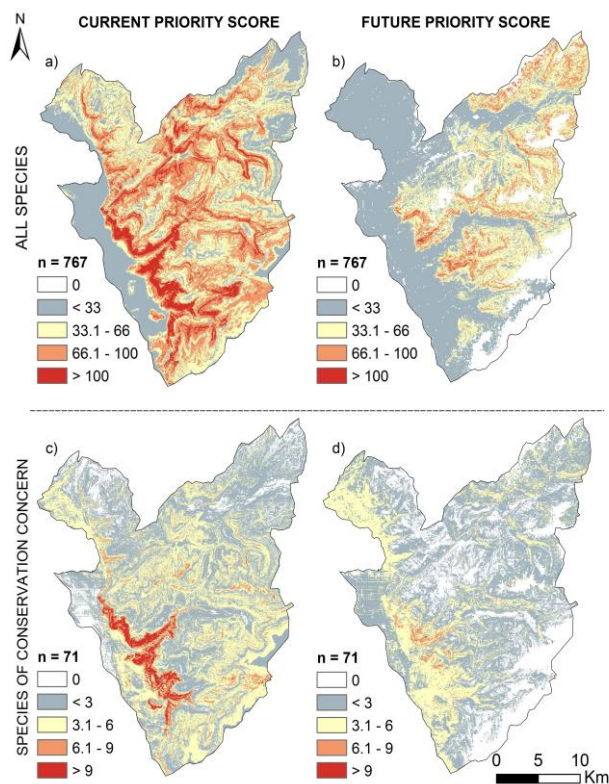 CURRENT PRIORITY SCORE
FUTURE PRIORITY SCORE
N
a)
b)
ALL SPECIES
n = 767
0
< 33
33.1 - 66
66.1 - 100
> 100
n = 767
0
< 33
33.1 - 66
66.1 - 100
> 100
c)
d)
SPECIES OF CONSERVATION CONCERN
n = 71
0
< 3
3.1 - 6
6.1 - 9
> 9
n = 71
0
< 3
3.1 - 6
6.1 - 9
> 9
0 5 10
Km